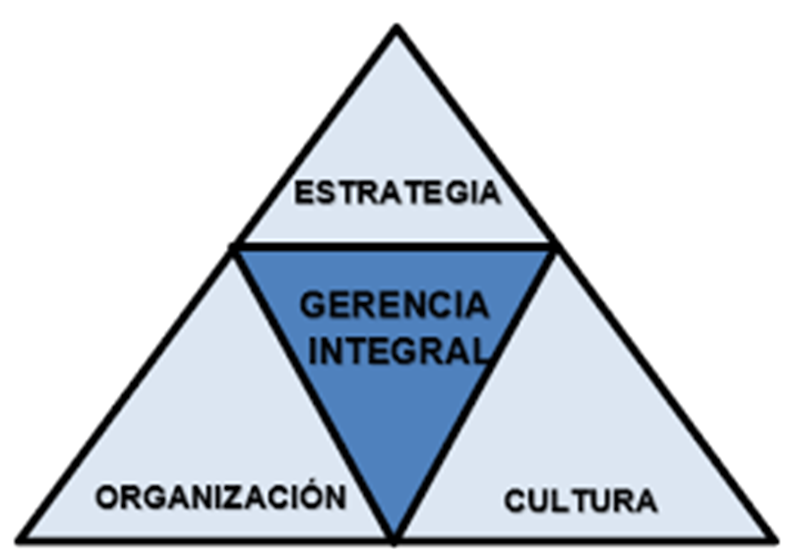 ESTRATEGIA
GERENCIA
INTEGRAL
ORGANIZACIÓN
CULTURA